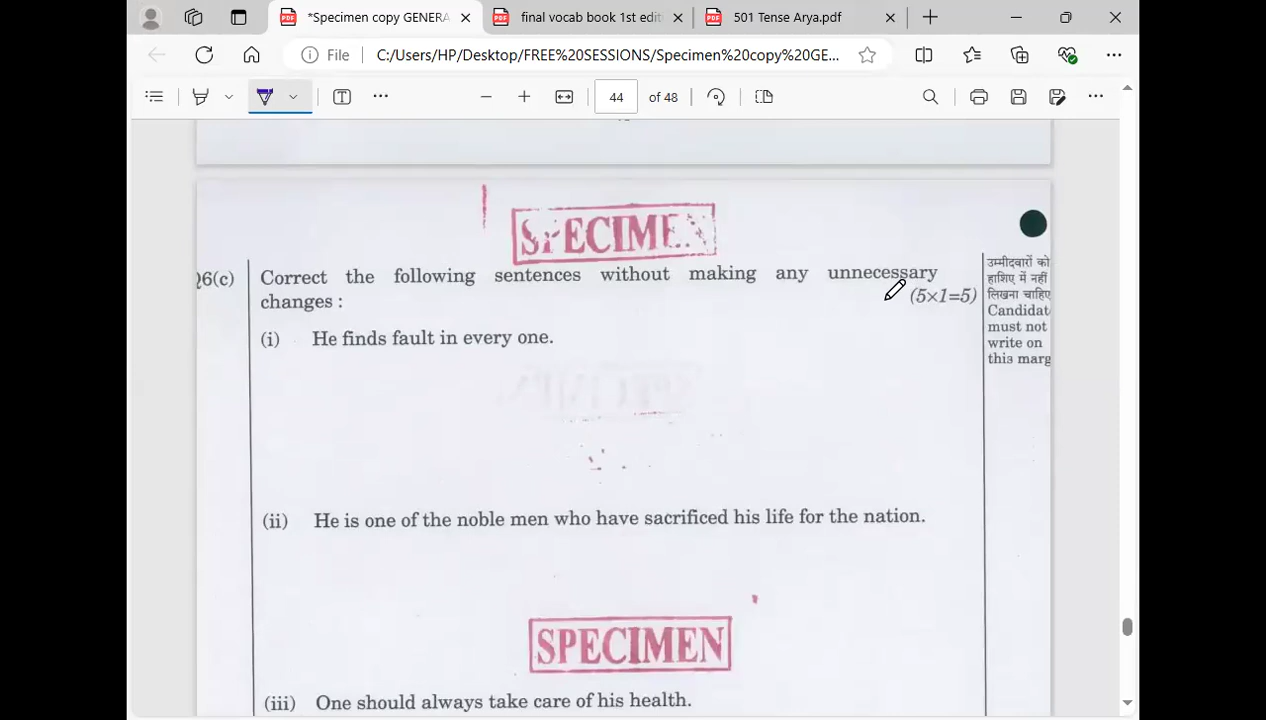 *Specimen copy GENERA
final vocab book 1st edit
501 Tense Arya.pdf
File
C:/Users/HP/Desktop/FREE%20SESSIONS/Specimen%20copy%20GE...
44
of 48
SPECIMEN
Q6(c)
Correct the following sentences without making any unnecessary
changes :
(5×1=5)
उम्मीदवारों को
हाशिए में नहीं
लिखना चाहिए
Candidat
must not
write on
this marg
(i) He finds fault in every one.
(ii) He is one of the noble men who have sacrificed his life for the nation.
SPECIMEN
(iii) One should always take care of his health.